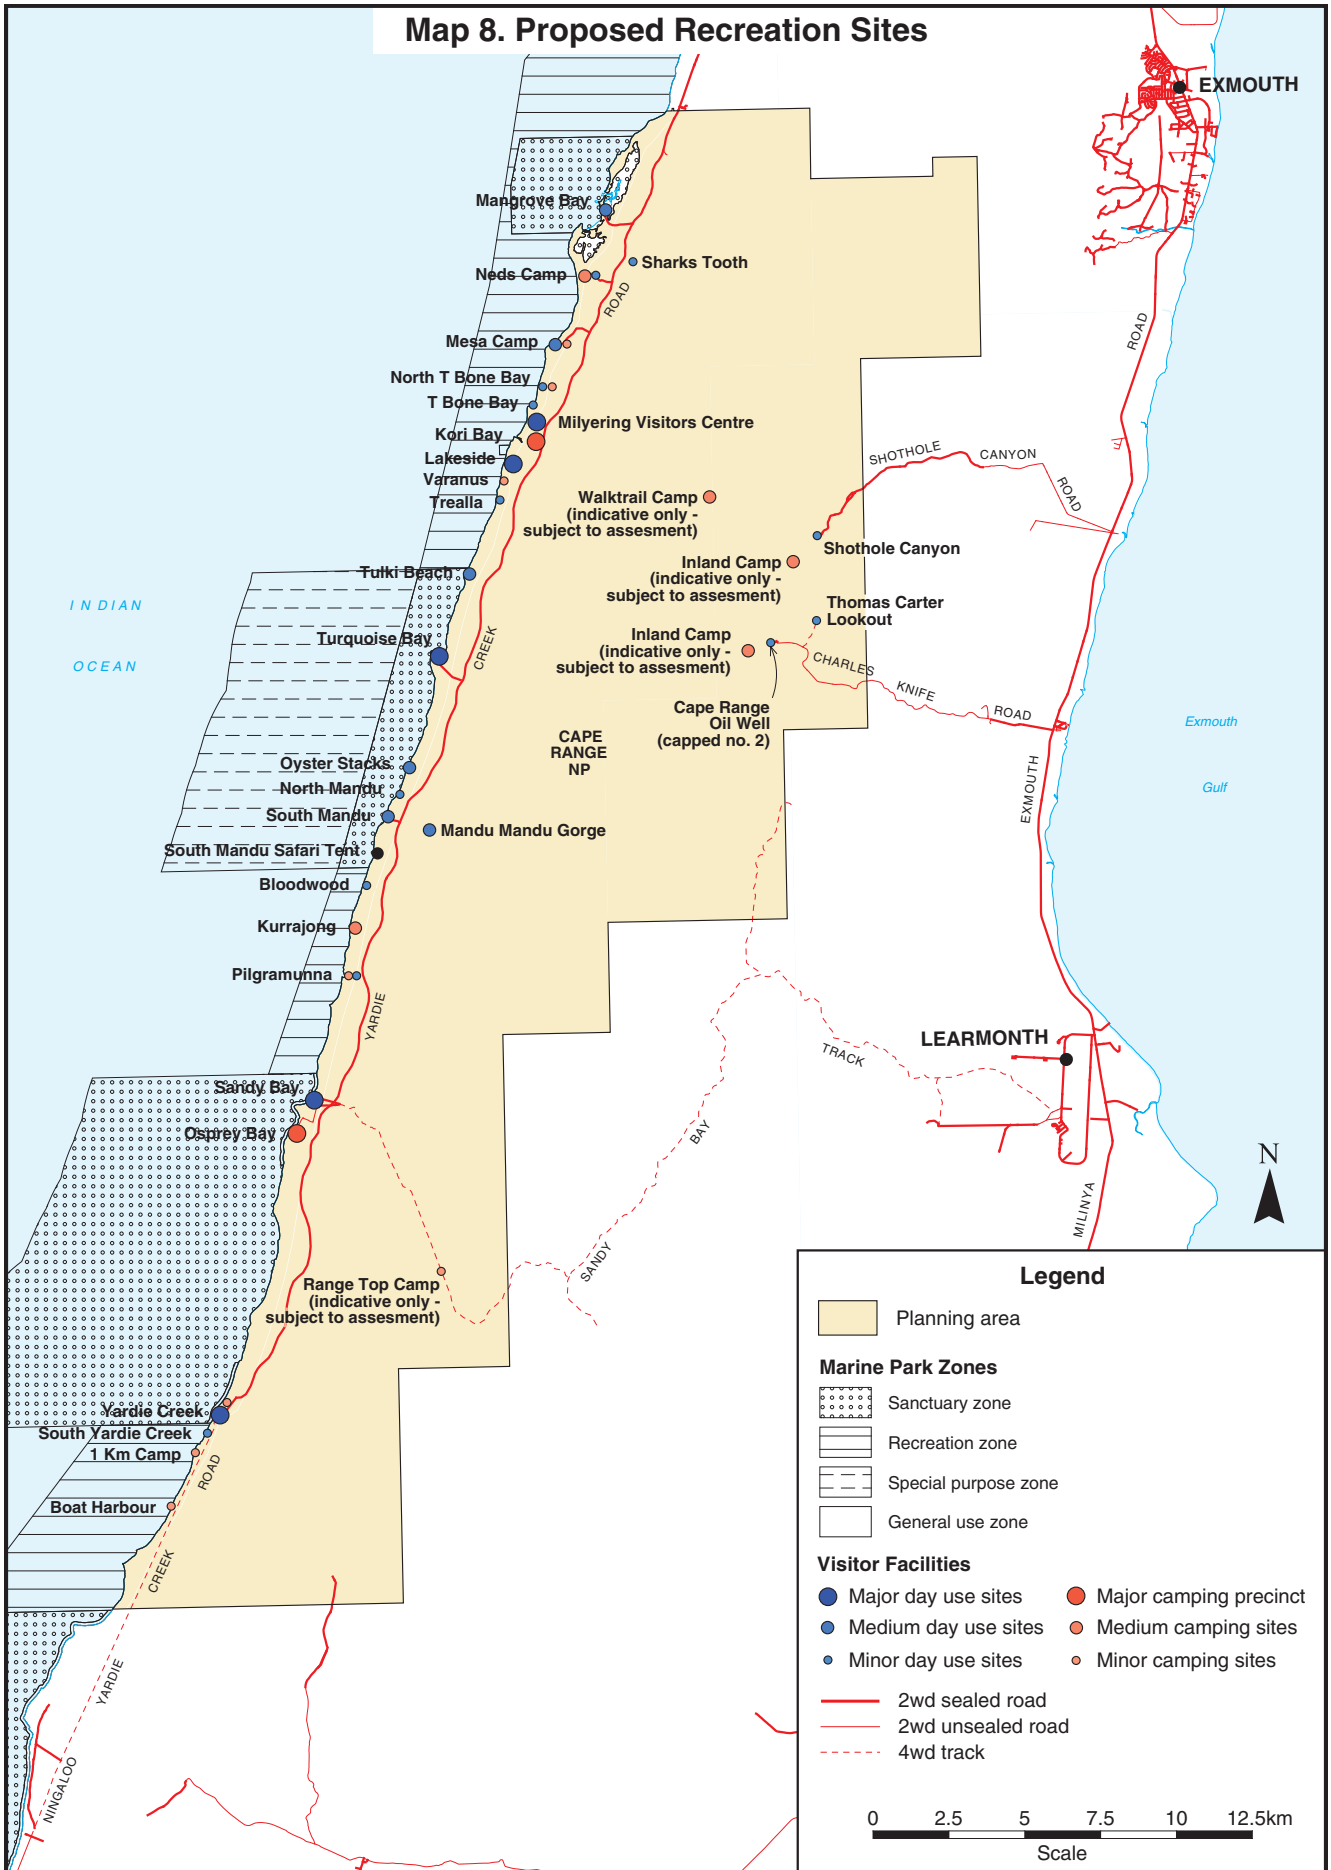 Map 8. Proposed Recreation Sites
EXMOUTH
Mangrove Bay
Sharks Tooth
Neds Camp
ROAD
ROAD
Mesa Camp
North T Bone Bay
T Bone Bay
Milyering Visitors Centre
Kori Bay
Lakeside
Varanus
Trealla
SHOTHOLE
CANYON
ROAD
Walktrail Camp
(indicative only -
subject to assesment)
Shothole Canyon
Inland Camp
(indicative only -
subject to assesment)
Tulki Beach
INDIAN
OCEAN
Thomas Carter
Lookout
Turquoise Bay
CREEK
Inland Camp
(indicative only -
subject to assesment)
CHARLES
KNIFE
ROAD
Cape Range
Oil Well
(capped no. 2)
Exmouth
Gulf
CAPE
RANGE
NP
Oyster Stacks
North Mandu
South Mandu
Mandu Mandu Gorge
EXMOUTH
South Mandu Safari Tent
Bloodwood
Kurrajong
Pilgramunna
YARDIE
LEARMONTH
TRACK
Sandy Bay
Osprey Bay
BAY
SANDY
MILINYA
N
Range Top Camp
(indicative only -
subject to assesment)
Yardie Creek
South Yardie Creek
1 Km Camp
ROAD
Boat Harbour
CREEK
YARDIE
NINGALOO
Legend
Planning area
Marine Park Zones
Sanctuary zone
Recreation zone
Special purpose zone
General use zone
Visitor Facilities
Major day use sites
Major camping precinct
Medium day use sites
Medium camping sites
Minor day use sites
Minor camping sites
2wd sealed road
2wd unsealed road
4wd track
0 2.5 5 7.5 10 12.5km
Scale